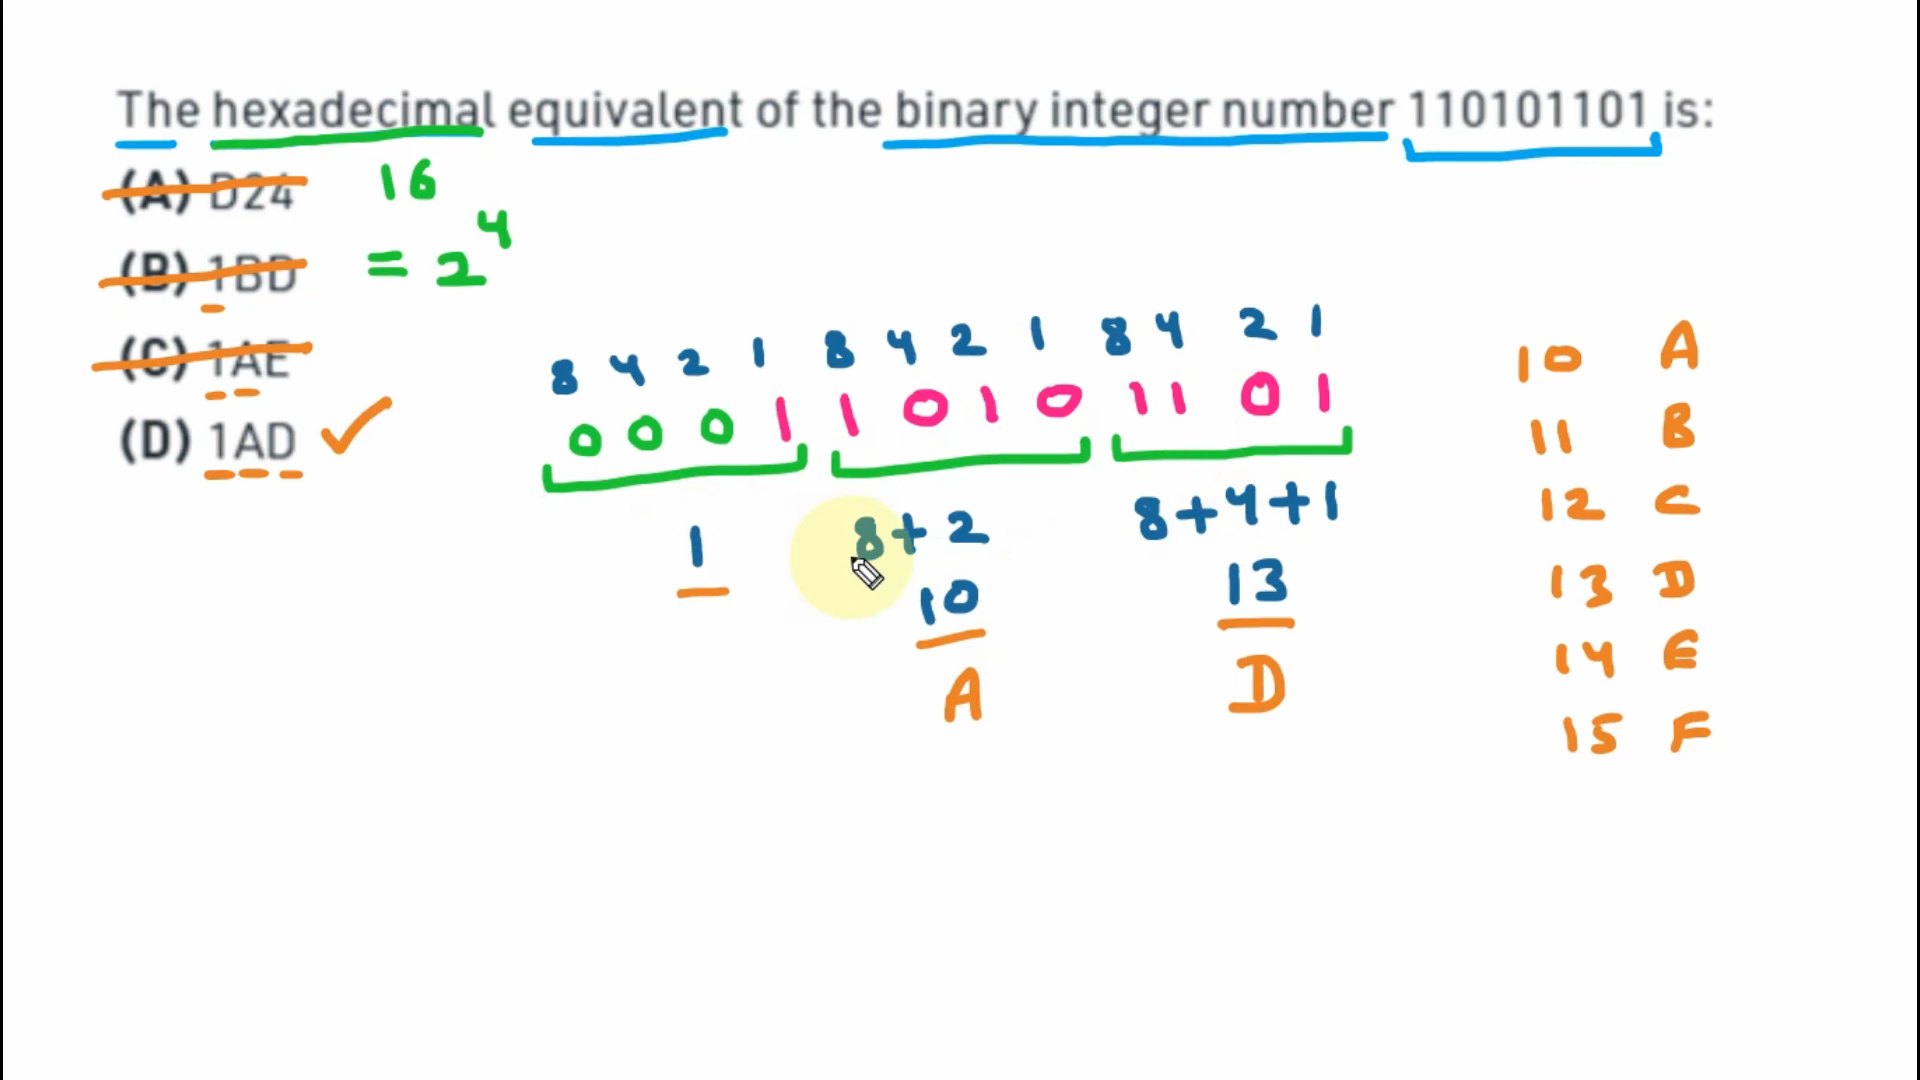 The hexadecimal equivalent of the binary integer number 110101101 is:
(A) D24
16
(B) 1BD
= 2^4
(C) 1AE
(D) 1AD ✓
8 4 2 1 8 4 2 1 8 4 2 1
0 0 0 1 1 0 1 0 1 1 0 1
1 8+2 8+4+1
10 13
A D
10 A
11 B
12 C
13 D
14 E
15 F